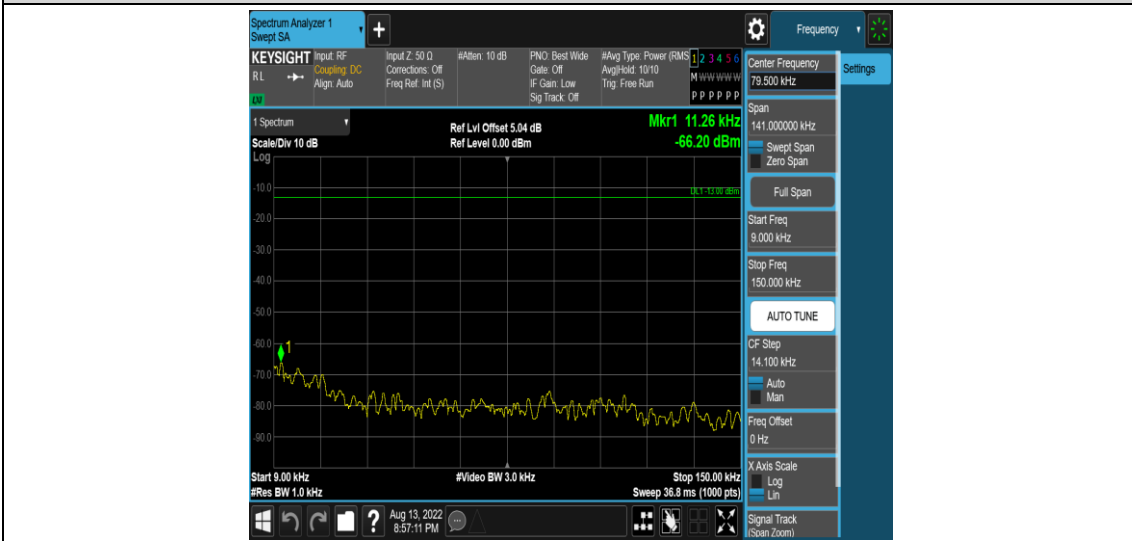 Spectrum Analyzer 1
Swept SA
+
Frequency
KEYSIGHT
RL
LXI
Input: RF
Coupling: DC
Align: Auto
Input Z: 50 Ω
Corrections: Off
Freq Ref: Int (S)
#Atten: 10 dB
PNO: Best Wide
Gate: Off
IF Gain: Low
Sig Track: Off
#Avg Type: Power (RMS
Avg|Hold: 10/10
Trig: Free Run
1 2 3 4 5 6
M W W W W W
P P P P P P
1 Spectrum
Scale/Div 10 dB
Log
Ref Lvl Offset 5.04 dB
Ref Level 0.00 dBm
Mkr1 11.26 kHz
-66.20 dBm
DL1 -13.00 dBm
-10.0
-20.0
-30.0
-40.0
-50.0
-60.0
-70.0
-80.0
-90.0
1
Start 9.00 kHz
#Res BW 1.0 kHz
#Video BW 3.0 kHz
Stop 150.00 kHz
Sweep 36.8 ms (1000 pts)
?
Aug 13, 2022
8:57:11 PM
Center Frequency
79.500 kHz
Settings
Span
141.000000 kHz
Swept Span
Zero Span
Full Span
Start Freq
9.000 kHz
Stop Freq
150.000 kHz
AUTO TUNE
CF Step
14.100 kHz
Auto
Man
Freq Offset
0 Hz
X Axis Scale
Log
Lin
Signal Track
(Span Zoom)